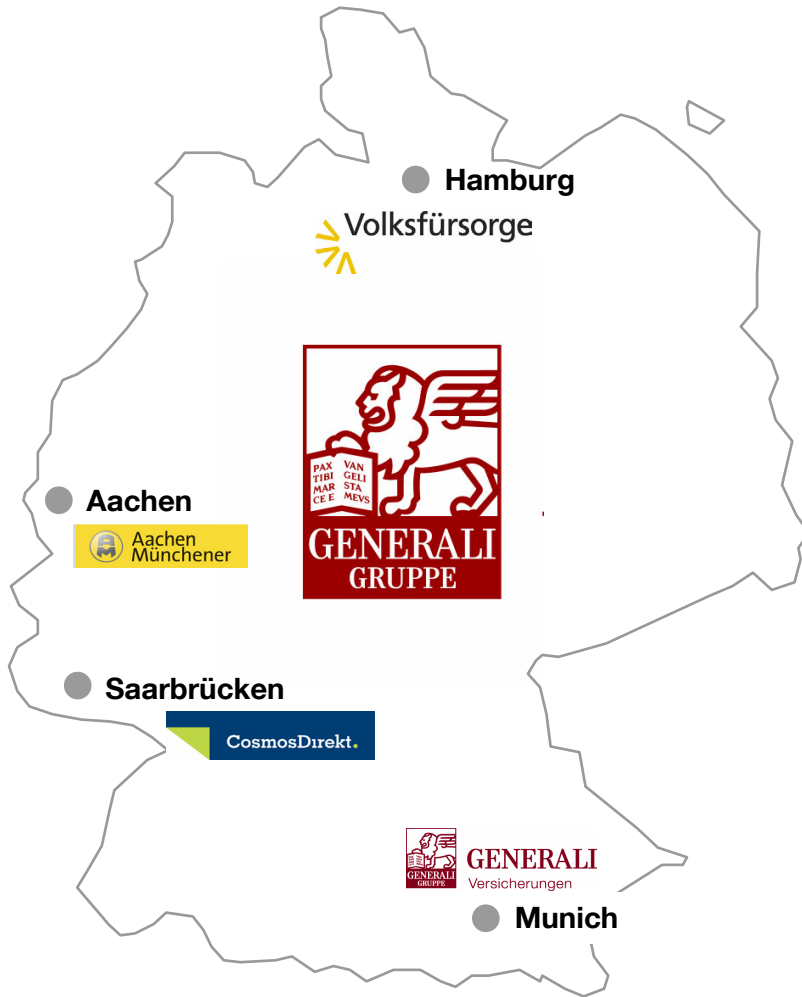 Hamburg
Volksfürsorge
PAX
TIBI
MAR
CE E
VAN
GELI
STA
MEVS
GENERALI
GRUPPE
Aachen
Aachen
Münchener
Saarbrücken
CosmosDırekt.
GENERALI
GRUPPE
GENERALI
Versicherungen
Munich